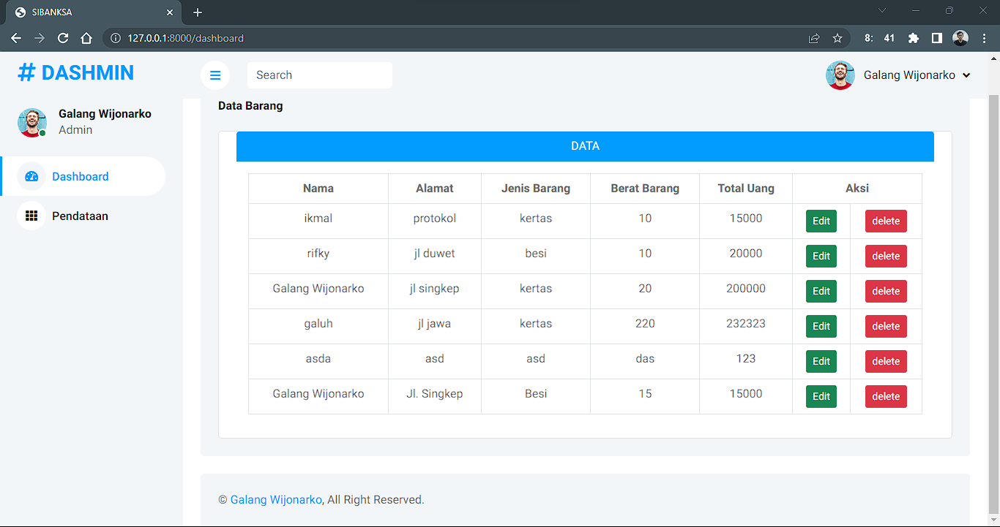 SIBANKSA
127.0.0.1:8000/dashboard
8: 41
# DASHMIN
Search
Galang Wijonarko
Galang Wijonarko
Admin
Dashboard
Pendataan
Data Barang
DATA
Nama Alamat Jenis Barang Berat Barang Total Uang Aksi
ikmal protokol kertas 10 15000 Edit delete
rifky jl duwet besi 10 20000 Edit delete
Galang Wijonarko jl singkep kertas 20 200000 Edit delete
galuh jl jawa kertas 220 232323 Edit delete
asda asd asd das 123 Edit delete
Galang Wijonarko Jl. Singkep Besi 15 15000 Edit delete
© Galang Wijonarko, All Right Reserved.